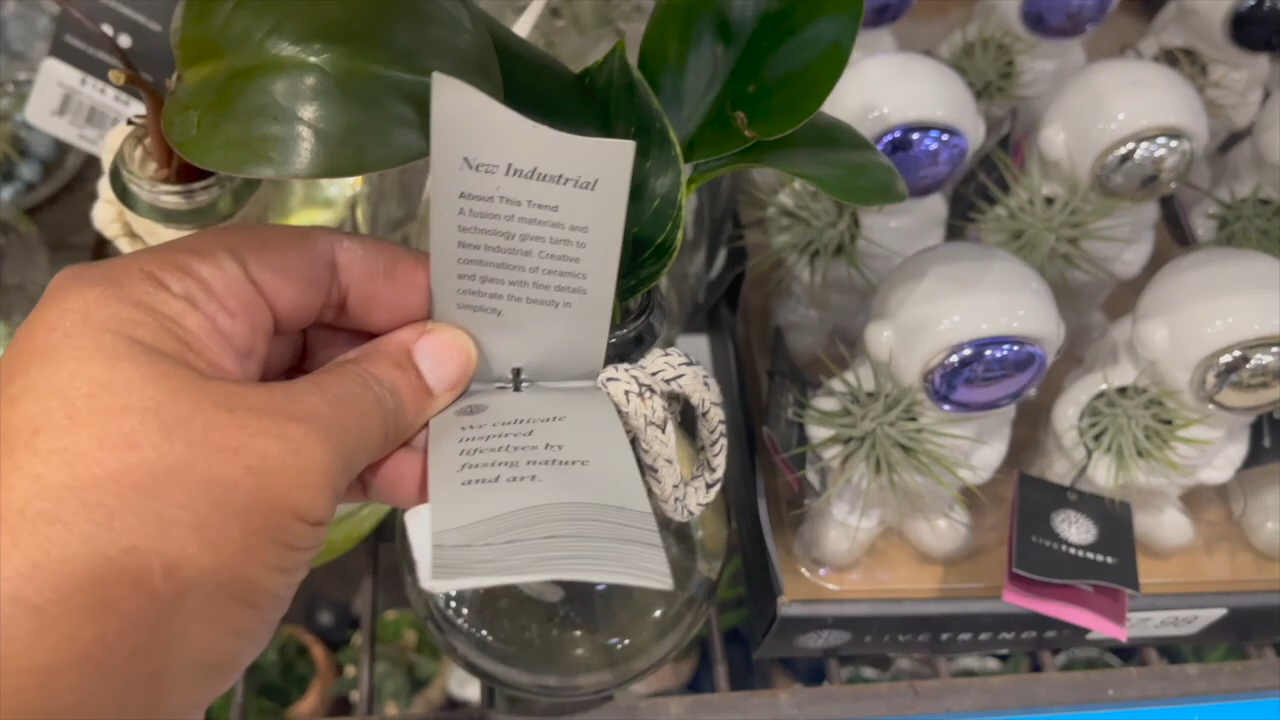 New Industrial
About This Trend
A fusion of materials and
technology gives birth to
New Industrial. Creative
combinations of ceramics
and glass with fine details
celebrate the beauty in
simplicity.
We cultivate
inspired
lifestlyes by
fusing nature
and art.
LIVETRENDS
LIVETRENDS
7.98